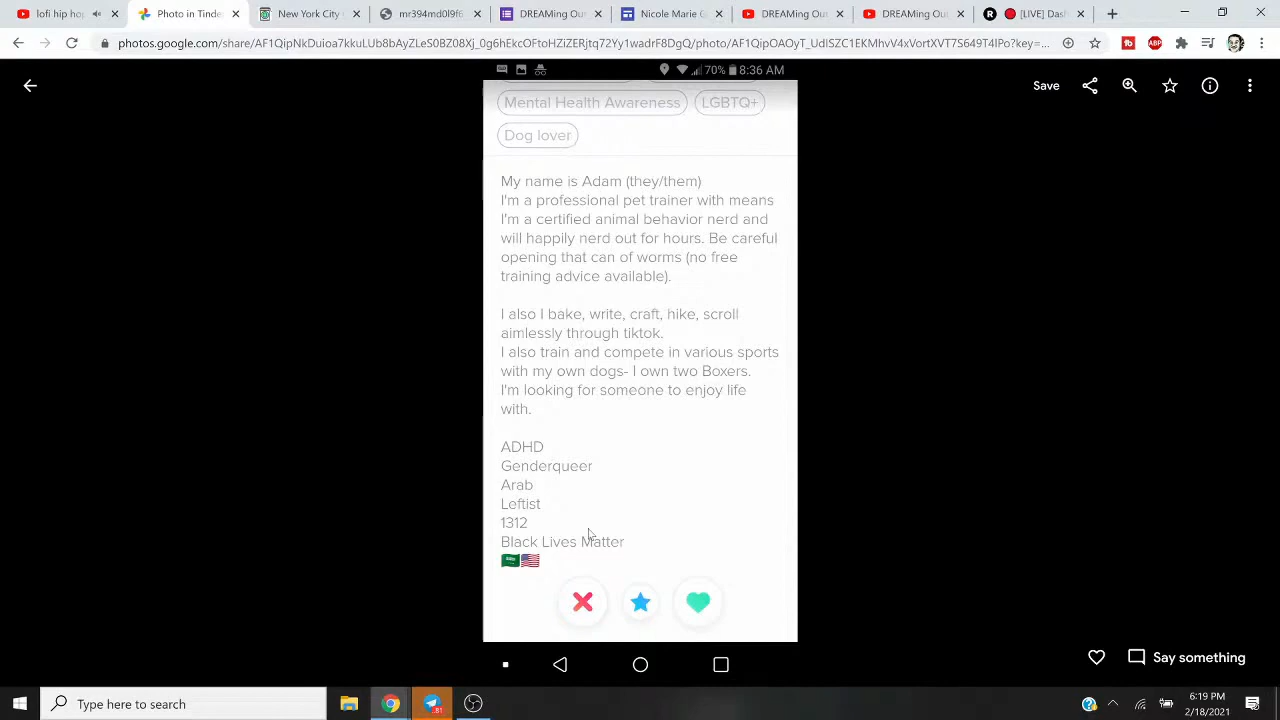 lofi hip hop
Photo in Tinde
New York City
mr394md0l9f6
DREAMing Ou
Nicole Marie G
DREAMing Ou
DREAMing Ou
[LIVE] Das
photos.google.com/share/AF1QipNkDuioa7kkuLUb8bAyZLz0BZ0PXj_0g6hEkcOFtoHZiZERjtq72Yy1wadrF8DgQ/photo/AF1QipOAOyT_UdISZC1EKMhvV4xVortXVT7S649T4lPo?key=...
70% 8:36 AM
Save
Mental Health Awareness LGBTQ+
Dog lover
My name is Adam (they/them)
I'm a professional pet trainer with means
I'm a certified animal behavior nerd and
will happily nerd out for hours. Be careful
opening that can of worms (no free
training advice available).
I also I bake, write, craft, hike, scroll
aimlessly through tiktok.
I also train and compete in various sports
with my own dogs- I own two Boxers.
I'm looking for someone to enjoy life
with.
ADHD
Genderqueer
Arab
Leftist
1312
Black Lives Matter
Say something
Type here to search
81
6:19 PM
2/18/2021